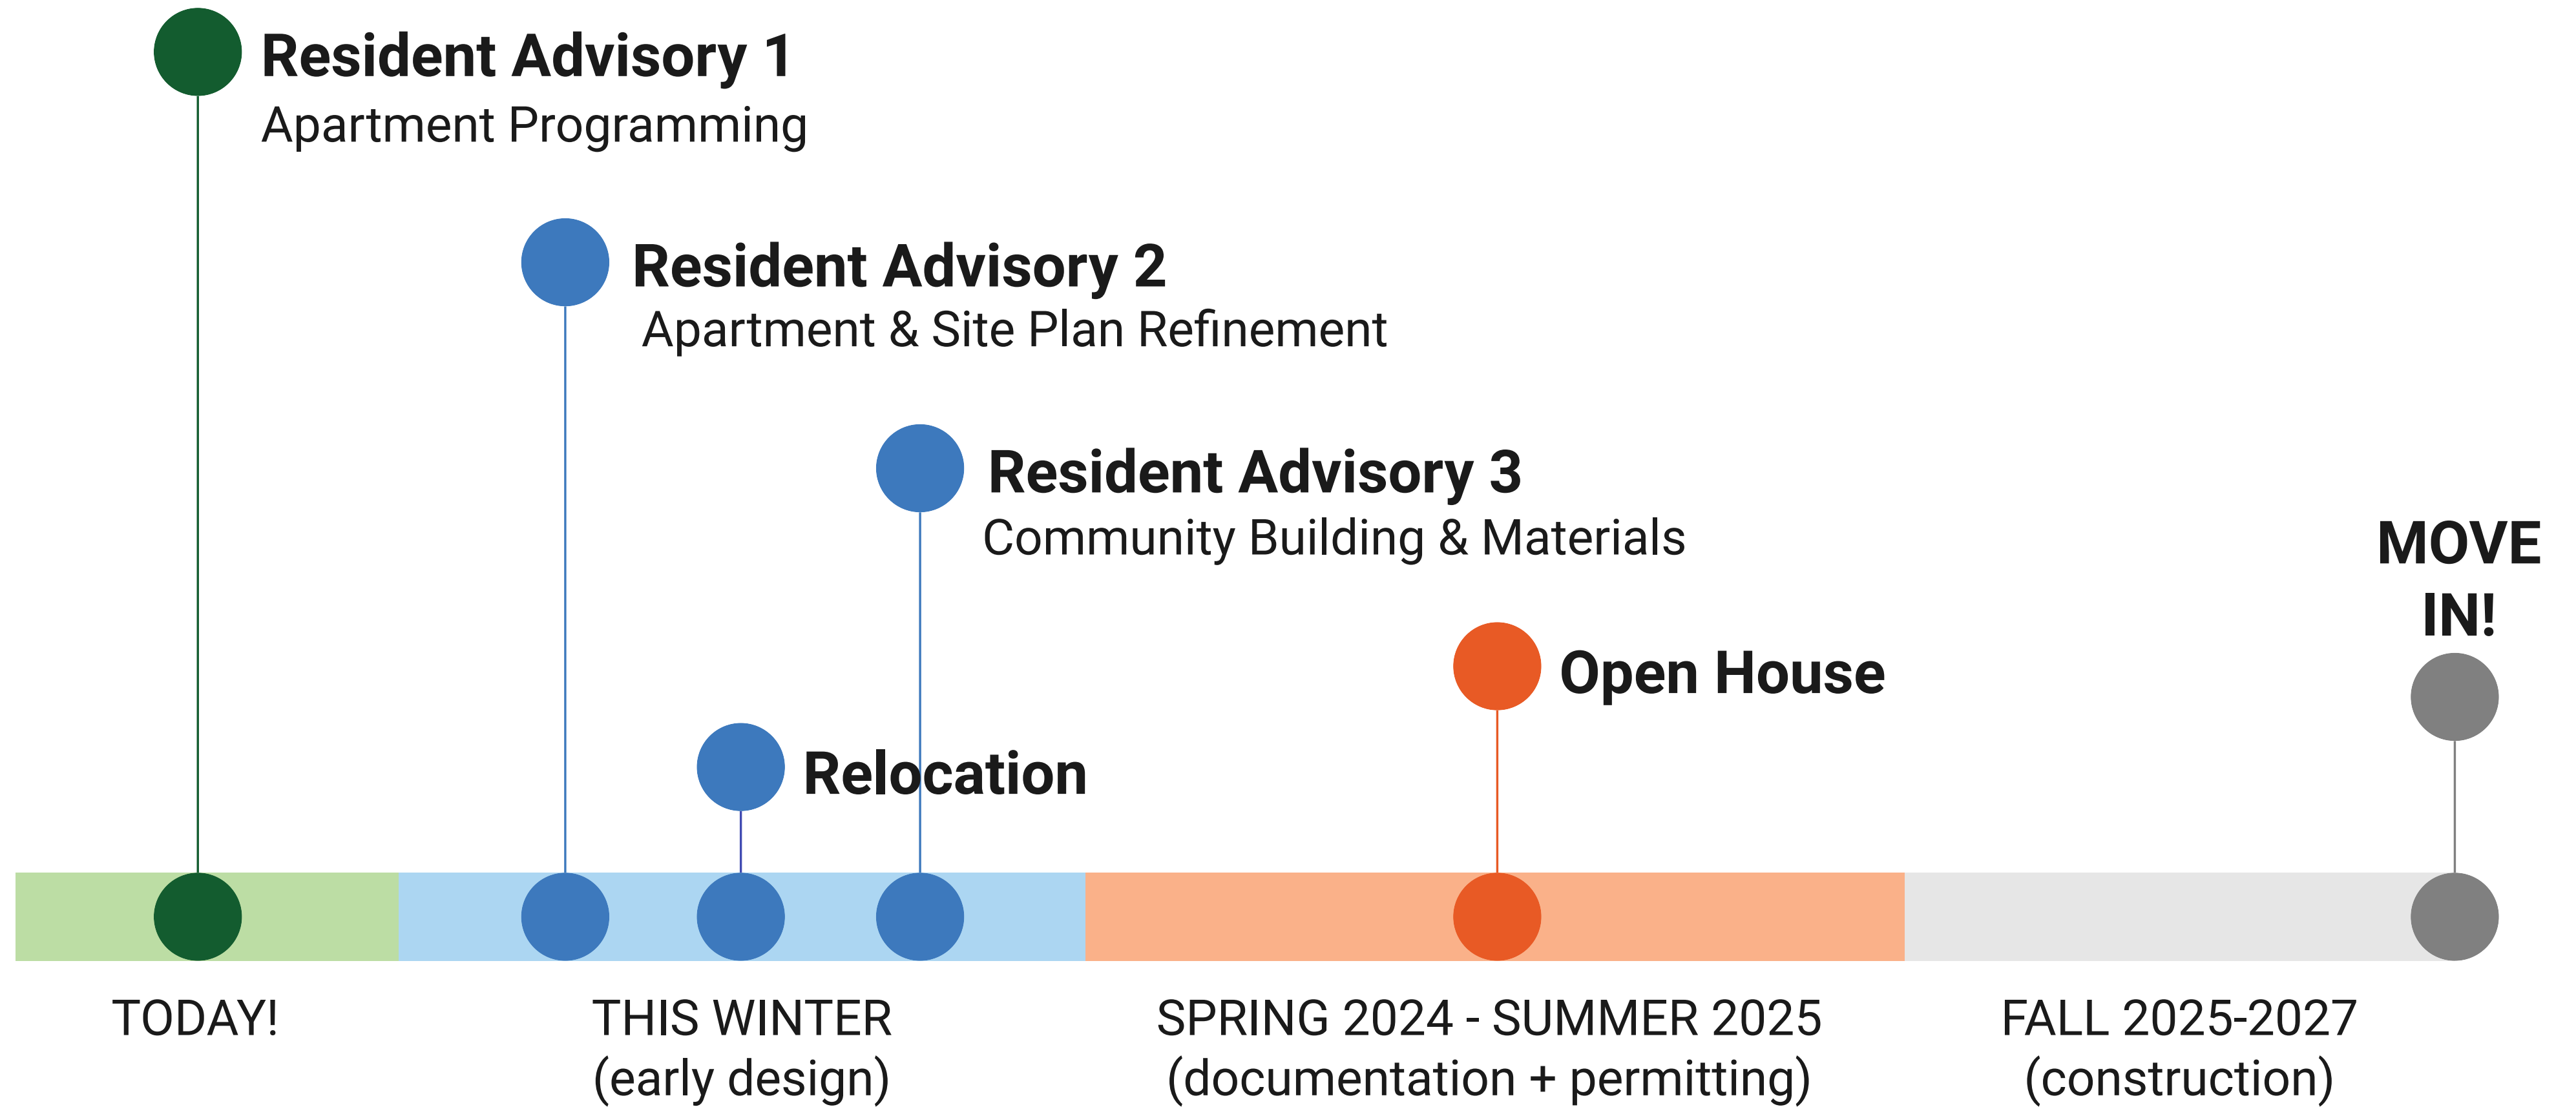 Resident Advisory 1
Apartment Programming
Resident Advisory 2
Apartment & Site Plan Refinement
Resident Advisory 3
Community Building & Materials
MOVE
IN!
Open House
Relocation
TODAY!
THIS WINTER
(early design)
SPRING 2024 - SUMMER 2025
(documentation + permitting)
FALL 2025-2027
(construction)